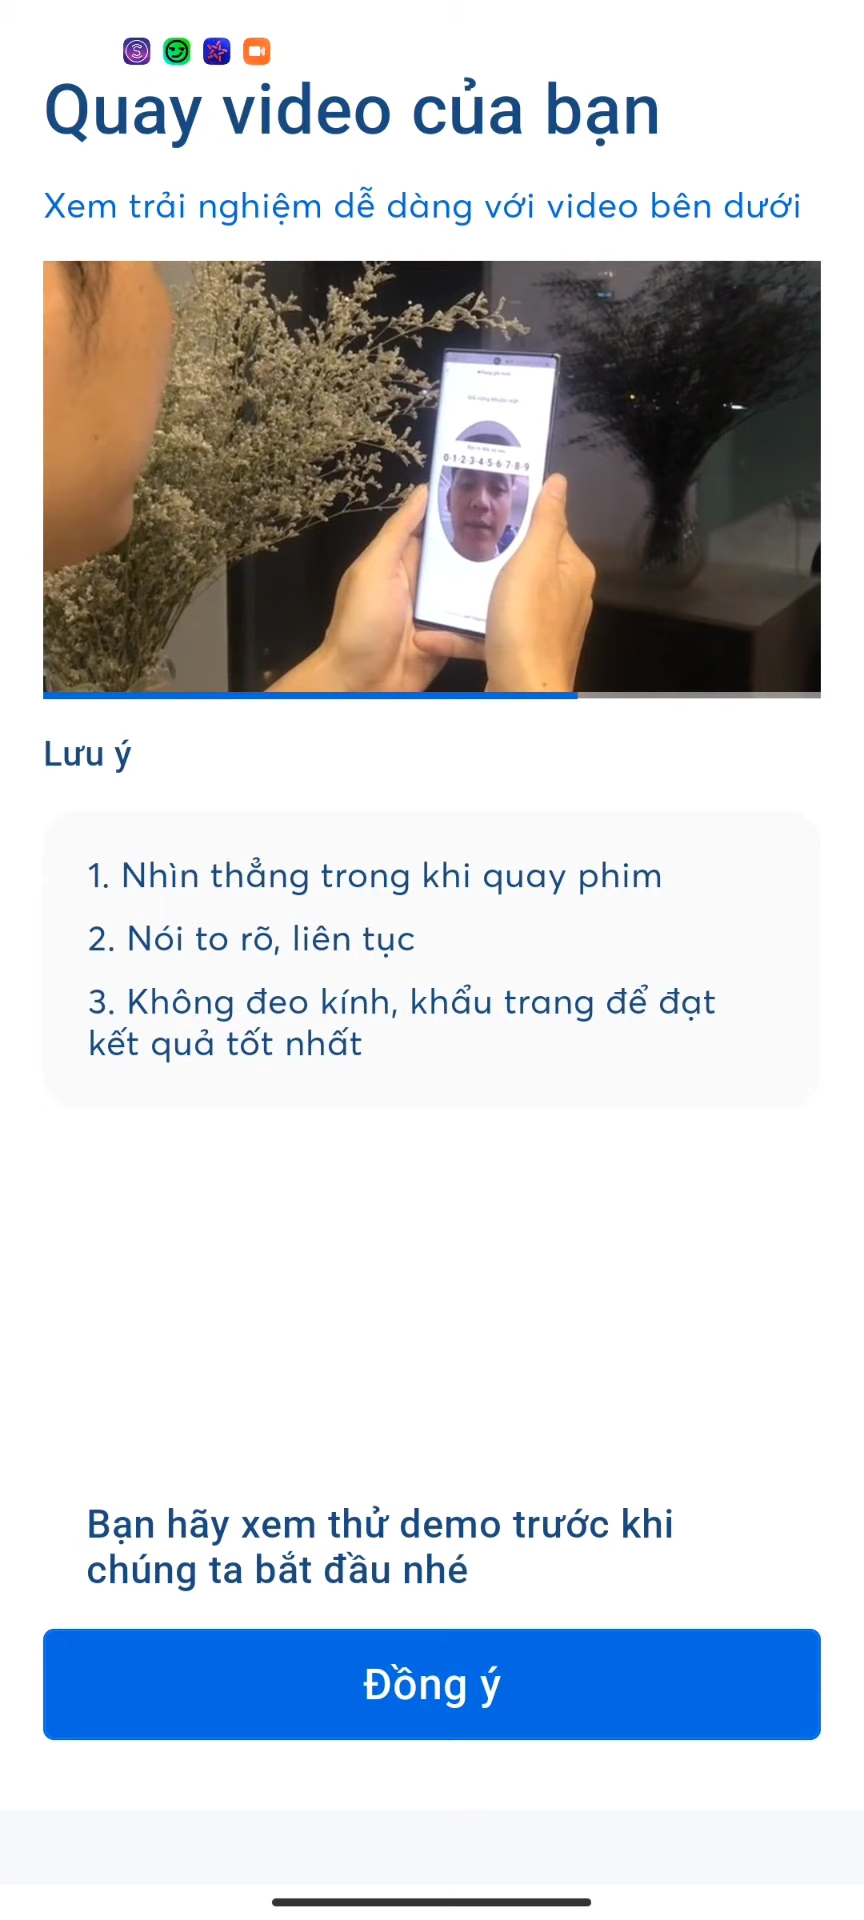 Quay video của bạn
Xem trải nghiệm dễ dàng với video bên dưới
0-1-2-3-4-5-6-7-8-9
Lưu ý
1. Nhìn thẳng trong khi quay phim
2. Nói to rõ, liên tục
3. Không đeo kính, khẩu trang để đạt
kết quả tốt nhất
Bạn hãy xem thử demo trước khi
chúng ta bắt đầu nhé
Đồng ý